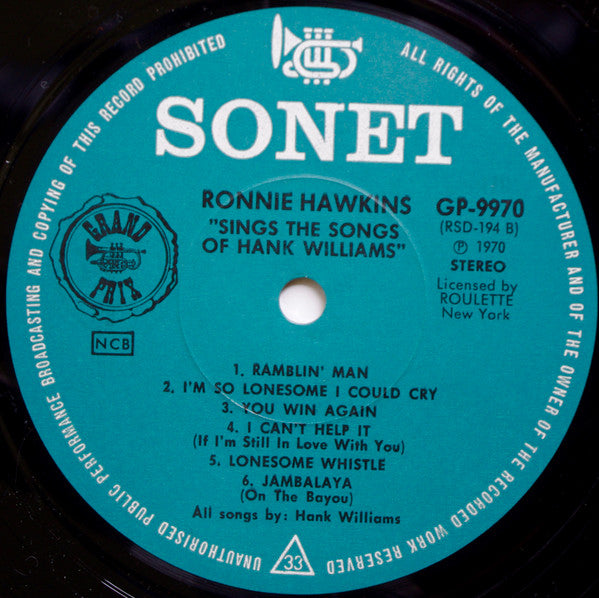 SONET
RONNIE HAWKINS
"SINGS THE SONGS
OF HANK WILLIAMS"
GP-9970
(RSD-194 B)
℗ 1970
STEREO
Licensed by
ROULETTE
New York
GRAND
PRIX
NCB
1. RAMBLIN' MAN
2. I'M SO LONESOME I COULD CRY
3. YOU WIN AGAIN
4. I CAN'T HELP IT
(If I'm Still In Love With You)
5. LONESOME WHISTLE
6. JAMBALAYA
(On The Bayou)
All songs by: Hank Williams
33
ALL RIGHTS OF THE MANUFACTURER AND OF THE OWNER OF THE RECORDED WORK RESERVED
UNAUTHORISED PUBLIC PERFORMANCE BROADCASTING AND COPYING OF THIS RECORD PROHIBITED